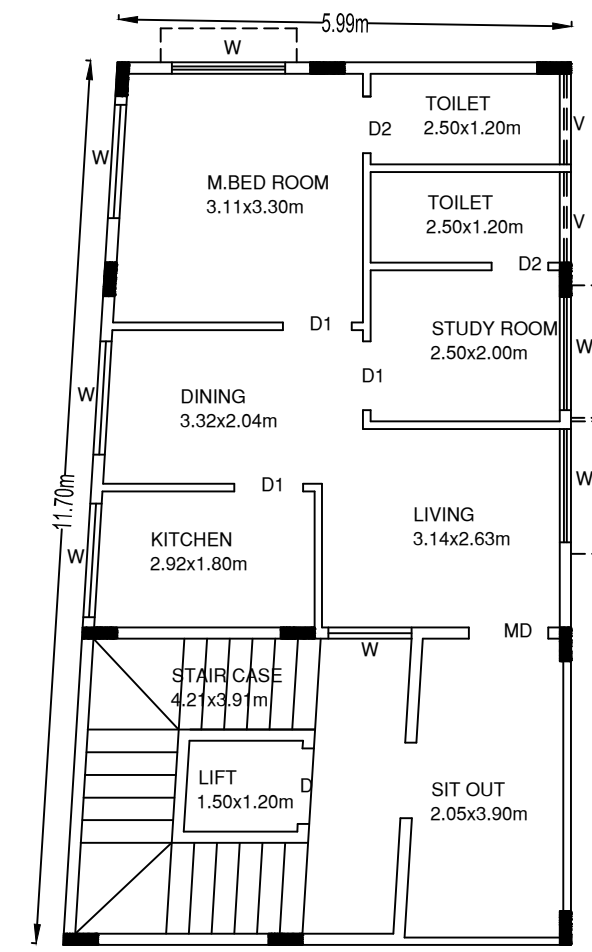 5.99m
W
TOILET
2.50x1.20m
V
D2
W
M.BED ROOM
3.11x3.30m
TOILET
2.50x1.20m
V
D2
D1
STUDY ROOM
2.50x2.00m
W
D1
W
DINING
3.32x2.04m
W
D1
11.70m
LIVING
3.14x2.63m
KITCHEN
2.92x1.80m
W
MD
W
STAIR CASE
4.21x3.91m
LIFT
1.50x1.20m
D
SIT OUT
2.05x3.90m